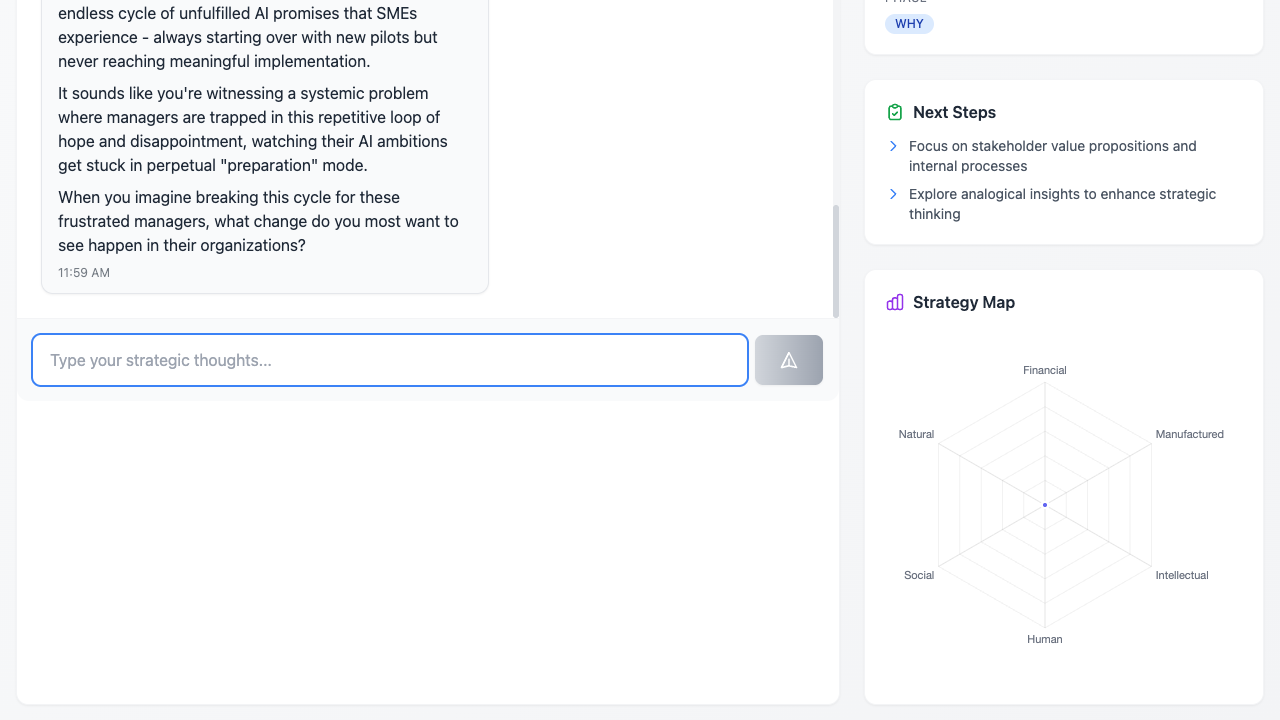 endless cycle of unfulfilled AI promises that SMEs
experience - always starting over with new pilots but
never reaching meaningful implementation.
It sounds like you're witnessing a systemic problem
where managers are trapped in this repetitive loop of
hope and disappointment, watching their AI ambitions
get stuck in perpetual "preparation" mode.
When you imagine breaking this cycle for these
frustrated managers, what change do you most want to
see happen in their organizations?
11:59 AM
Type your strategic thoughts...
WHY
Next Steps
Focus on stakeholder value propositions and
internal processes
Explore analogical insights to enhance strategic
thinking
Strategy Map
Financial
Natural
Manufactured
Social
Intellectual
Human